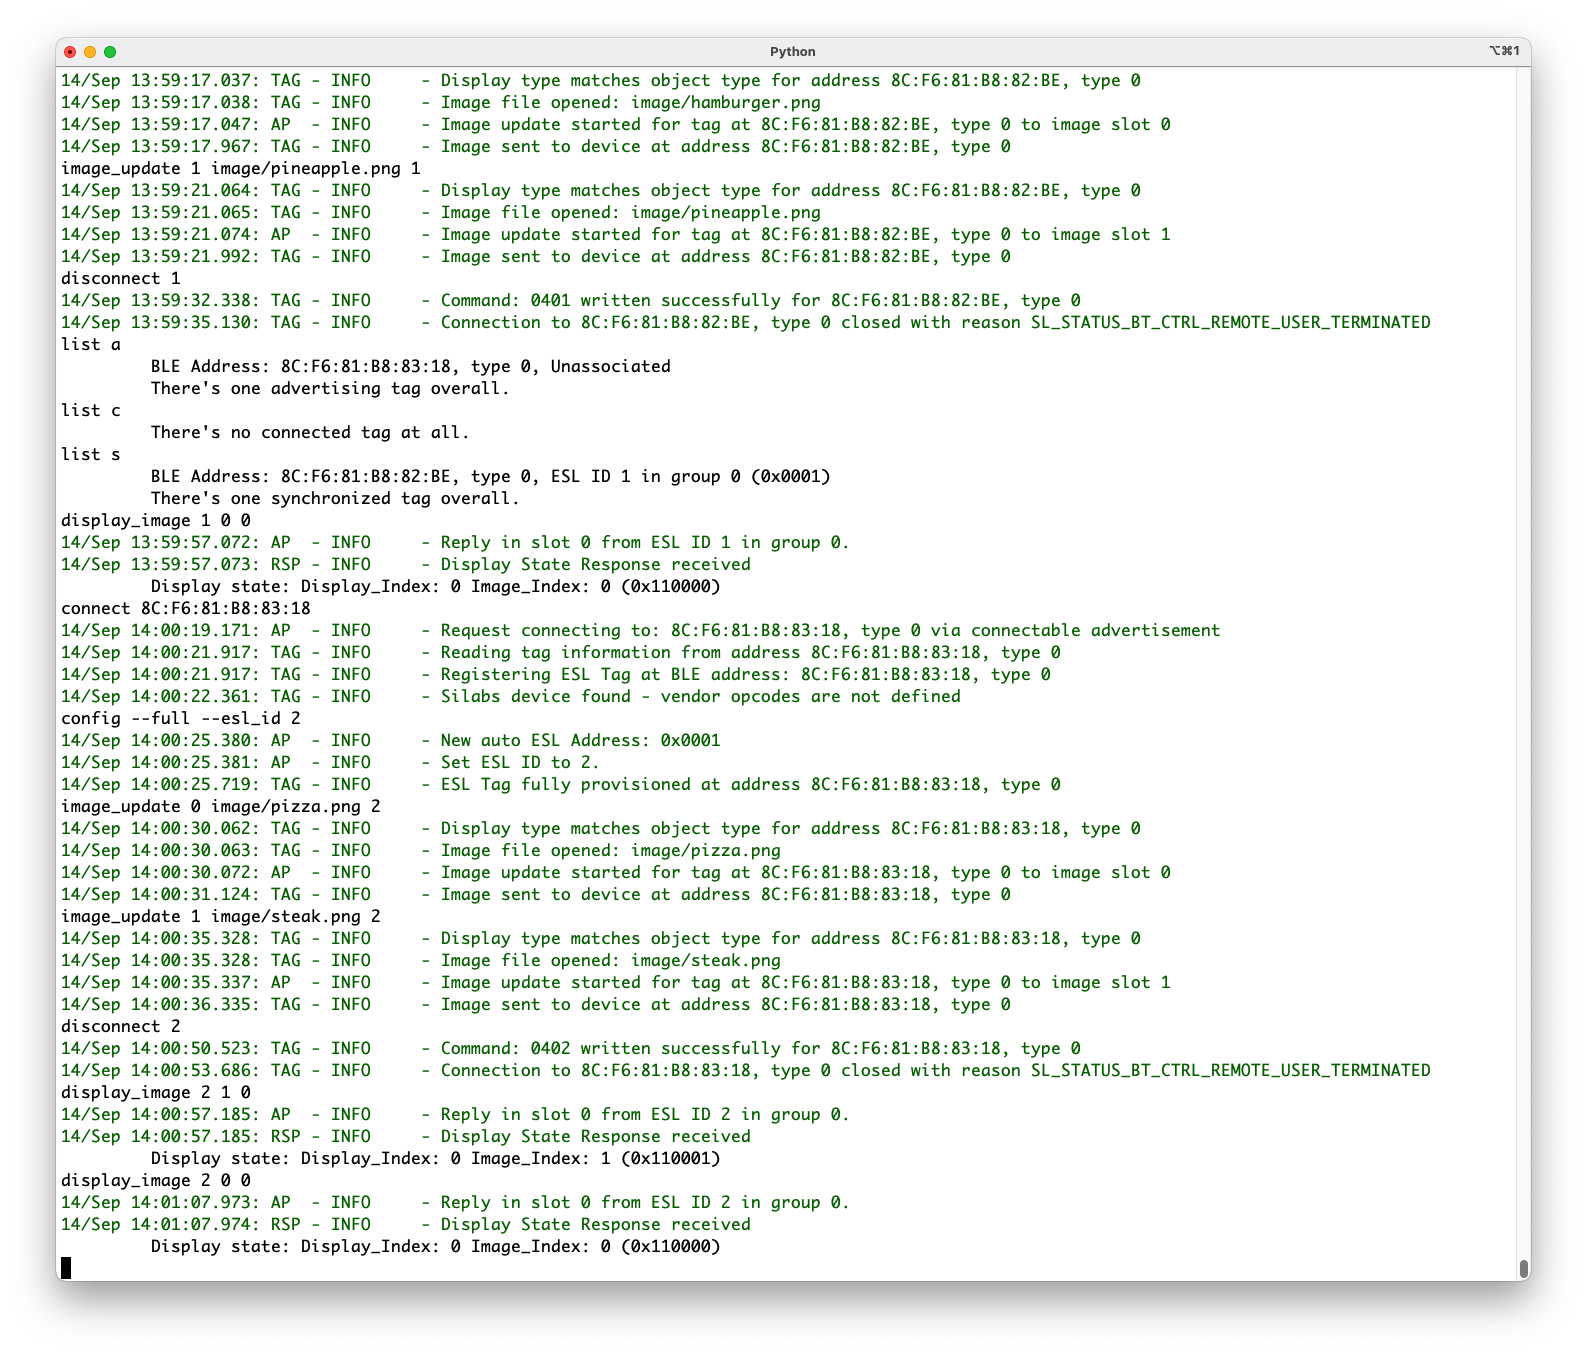 Python
⌥⌘1
14/Sep 13:59:17.037: TAG - INFO     - Display type matches object type for address 8C:F6:81:B8:82:BE, type 0
14/Sep 13:59:17.038: TAG - INFO     - Image file opened: image/hamburger.png
14/Sep 13:59:17.047: AP  - INFO     - Image update started for tag at 8C:F6:81:B8:82:BE, type 0 to image slot 0
14/Sep 13:59:17.967: TAG - INFO     - Image sent to device at address 8C:F6:81:B8:82:BE, type 0
image_update 1 image/pineapple.png 1
14/Sep 13:59:21.064: TAG - INFO     - Display type matches object type for address 8C:F6:81:B8:82:BE, type 0
14/Sep 13:59:21.065: TAG - INFO     - Image file opened: image/pineapple.png
14/Sep 13:59:21.074: AP  - INFO     - Image update started for tag at 8C:F6:81:B8:82:BE, type 0 to image slot 1
14/Sep 13:59:21.992: TAG - INFO     - Image sent to device at address 8C:F6:81:B8:82:BE, type 0
disconnect 1
14/Sep 13:59:32.338: TAG - INFO     - Command: 0401 written successfully for 8C:F6:81:B8:82:BE, type 0
14/Sep 13:59:35.130: TAG - INFO     - Connection to 8C:F6:81:B8:82:BE, type 0 closed with reason SL_STATUS_BT_CTRL_REMOTE_USER_TERMINATED
list a
         BLE Address: 8C:F6:81:B8:83:18, type 0, Unassociated
         There's one advertising tag overall.
list c
         There's no connected tag at all.
list s
         BLE Address: 8C:F6:81:B8:82:BE, type 0, ESL ID 1 in group 0 (0x0001)
         There's one synchronized tag overall.
display_image 1 0 0
14/Sep 13:59:57.072: AP  - INFO     - Reply in slot 0 from ESL ID 1 in group 0.
14/Sep 13:59:57.073: RSP - INFO     - Display State Response received
         Display state: Display_Index: 0 Image_Index: 0 (0x110000)
connect 8C:F6:81:B8:83:18
14/Sep 14:00:19.171: AP  - INFO     - Request connecting to: 8C:F6:81:B8:83:18, type 0 via connectable advertisement
14/Sep 14:00:21.917: TAG - INFO     - Reading tag information from address 8C:F6:81:B8:83:18, type 0
14/Sep 14:00:21.917: TAG - INFO     - Registering ESL Tag at BLE address: 8C:F6:81:B8:83:18, type 0
14/Sep 14:00:22.361: TAG - INFO     - Silabs device found - vendor opcodes are not defined
config --full --esl_id 2
14/Sep 14:00:25.380: AP  - INFO     - New auto ESL Address: 0x0001
14/Sep 14:00:25.381: AP  - INFO     - Set ESL ID to 2.
14/Sep 14:00:25.719: TAG - INFO     - ESL Tag fully provisioned at address 8C:F6:81:B8:83:18, type 0
image_update 0 image/pizza.png 2
14/Sep 14:00:30.062: TAG - INFO     - Display type matches object type for address 8C:F6:81:B8:83:18, type 0
14/Sep 14:00:30.063: TAG - INFO     - Image file opened: image/pizza.png
14/Sep 14:00:30.072: AP  - INFO     - Image update started for tag at 8C:F6:81:B8:83:18, type 0 to image slot 0
14/Sep 14:00:31.124: TAG - INFO     - Image sent to device at address 8C:F6:81:B8:83:18, type 0
image_update 1 image/steak.png 2
14/Sep 14:00:35.328: TAG - INFO     - Display type matches object type for address 8C:F6:81:B8:83:18, type 0
14/Sep 14:00:35.328: TAG - INFO     - Image file opened: image/steak.png
14/Sep 14:00:35.337: AP  - INFO     - Image update started for tag at 8C:F6:81:B8:83:18, type 0 to image slot 1
14/Sep 14:00:36.335: TAG - INFO     - Image sent to device at address 8C:F6:81:B8:83:18, type 0
disconnect 2
14/Sep 14:00:50.523: TAG - INFO     - Command: 0402 written successfully for 8C:F6:81:B8:83:18, type 0
14/Sep 14:00:53.686: TAG - INFO     - Connection to 8C:F6:81:B8:83:18, type 0 closed with reason SL_STATUS_BT_CTRL_REMOTE_USER_TERMINATED
display_image 2 1 0
14/Sep 14:00:57.185: AP  - INFO     - Reply in slot 0 from ESL ID 2 in group 0.
14/Sep 14:00:57.185: RSP - INFO     - Display State Response received
         Display state: Display_Index: 0 Image_Index: 1 (0x110001)
display_image 2 0 0
14/Sep 14:01:07.973: AP  - INFO     - Reply in slot 0 from ESL ID 2 in group 0.
14/Sep 14:01:07.974: RSP - INFO     - Display State Response received
         Display state: Display_Index: 0 Image_Index: 0 (0x110000)